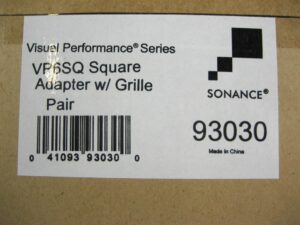 Visual Performance® Series
VP6SQ Square
Adapter w/ Grille
Pair
SONANCE®
93030
Made in China
0 41093 93030 0